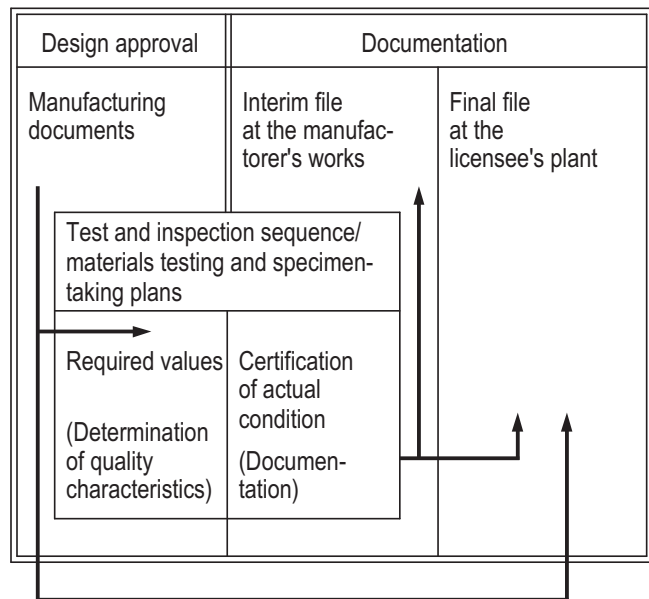 Design approval
Documentation
Manufacturing
documents
Interim file
at the manufac-
torer's works
Final file
at the
licensee's plant
Test and inspection sequence/
materials testing and specimen-
taking plans
Required values
(Determination
of quality
characteristics)
Certification
of actual
condition
(Documen-
tation)